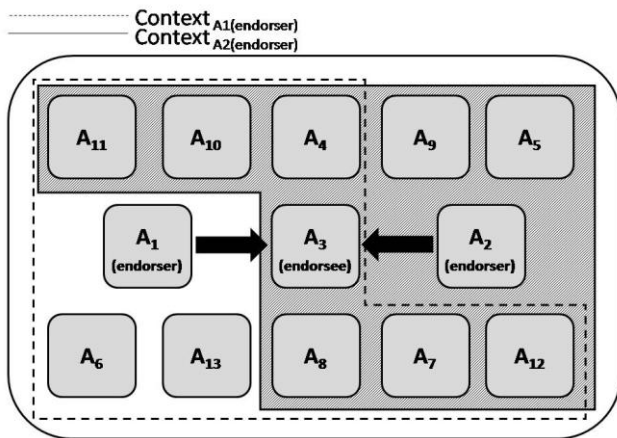 Context A1(endorser)
Context A2(endorser)
A11 A10 A4 A9 A5
A1 (endorser) A3 (endorsee) A2 (endorser)
A6 A13 A8 A7 A12